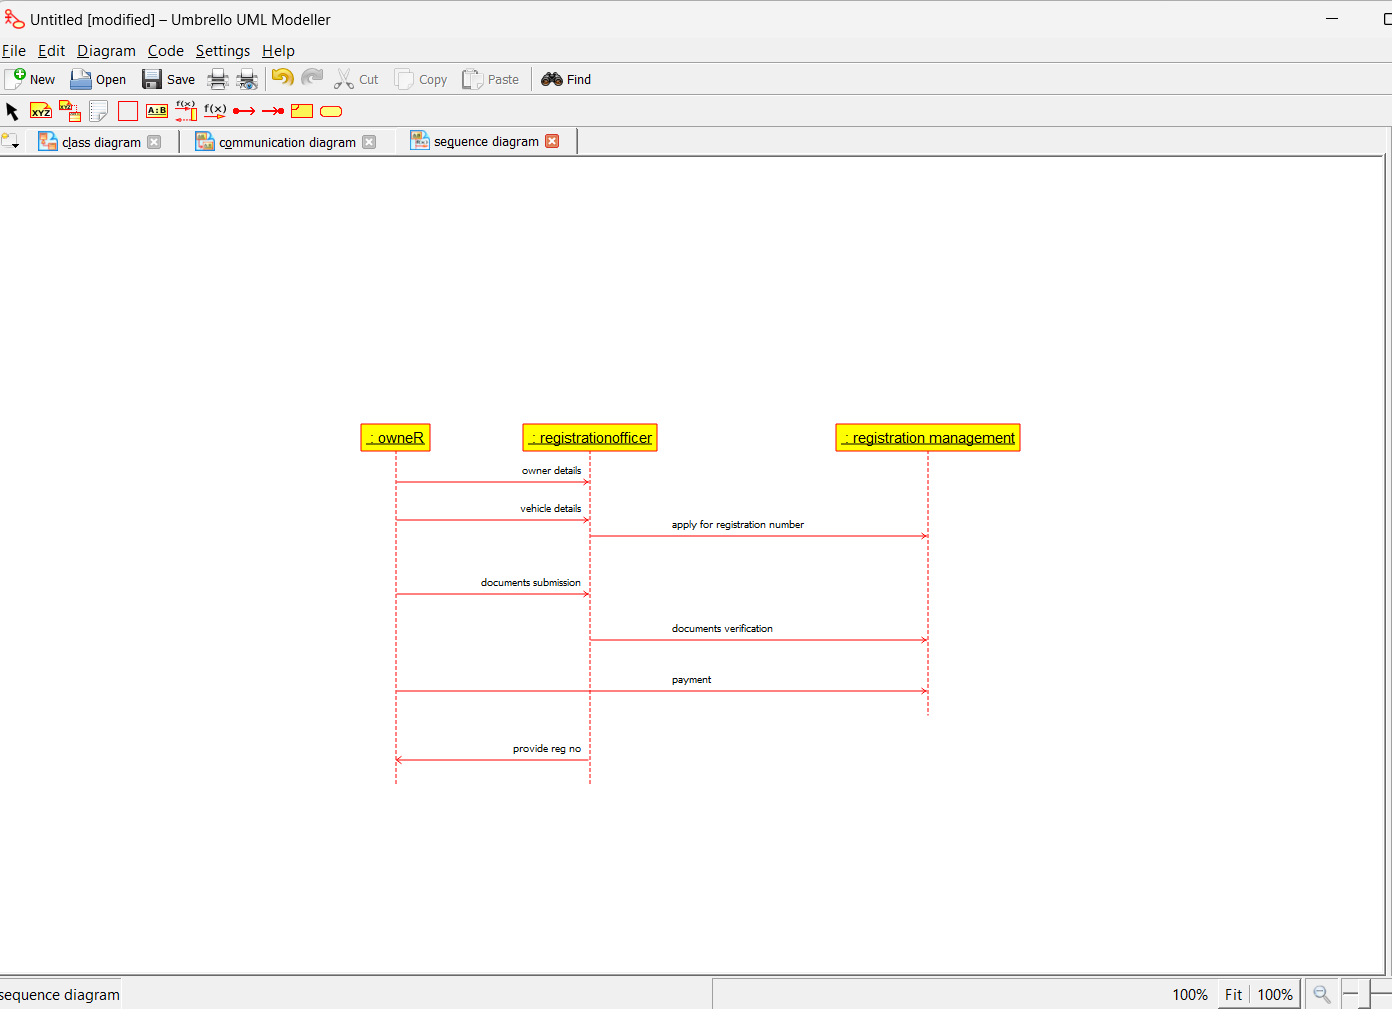 Untitled [modified] – Umbrello UML Modeller
File Edit Diagram Code Settings Help
New Open Save Cut Copy Paste Find
XYZ XYZ A:B f(x) f(x)
class diagram communication diagram sequence diagram
: owneR : registrationofficer : registration management
owner details
vehicle details
apply for registration number
documents submission
documents verification
payment
provide reg no
sequence diagram 100% Fit 100%